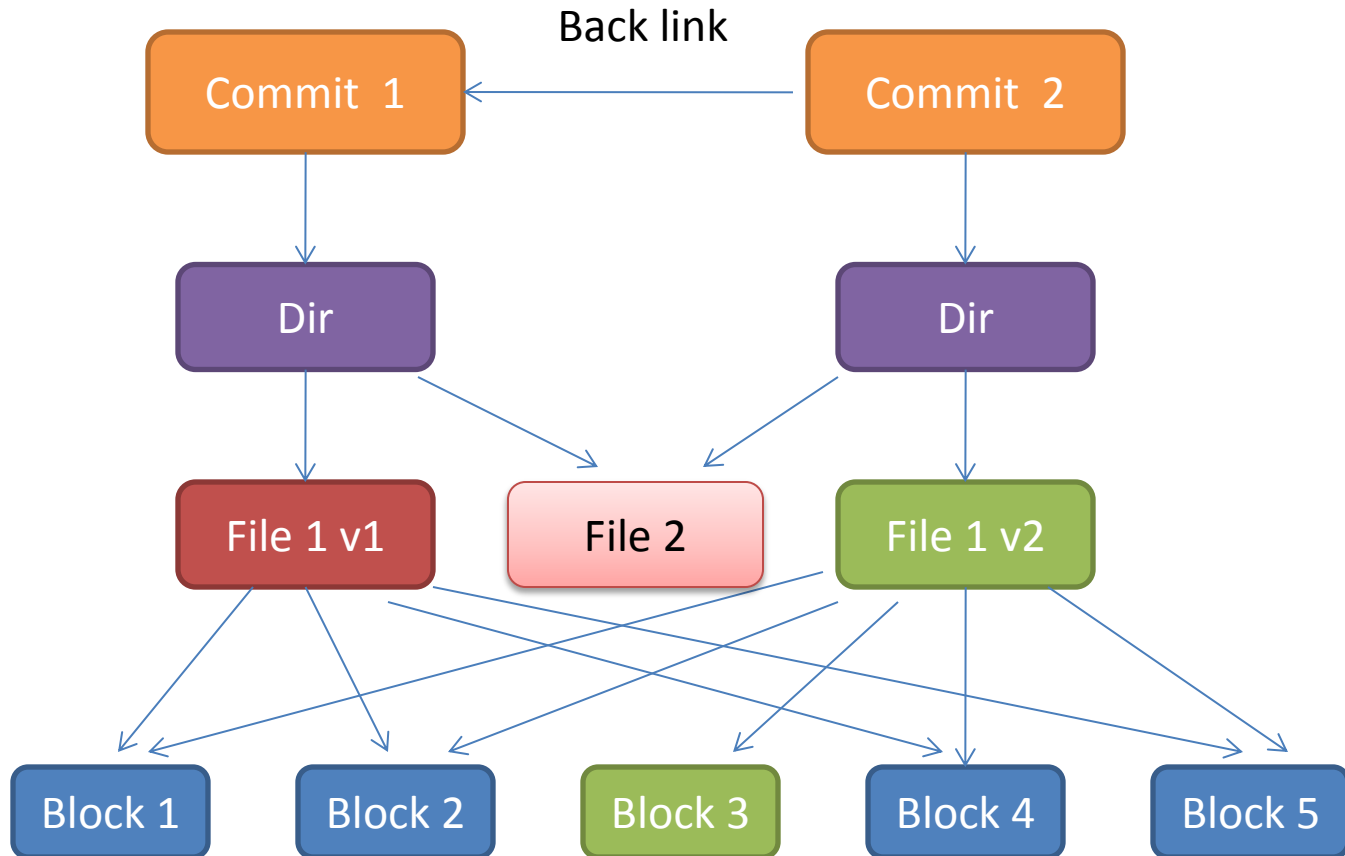 Back link
Commit 1
Commit 2
Dir
Dir
File 1 v1
File 2
File 1 v2
Block 1
Block 2
Block 3
Block 4
Block 5